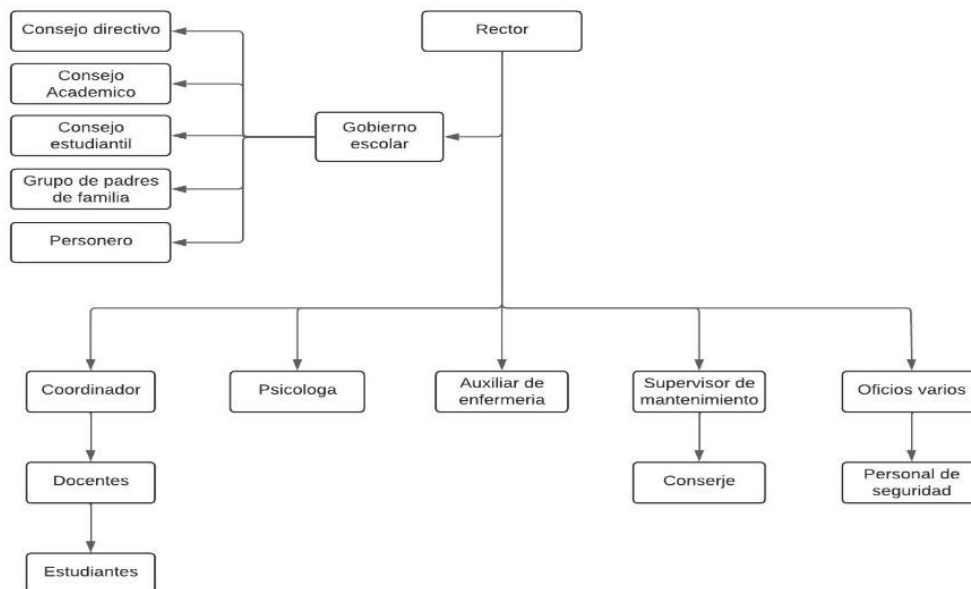 Consejo directivo
Rector
Consejo
Academico
Consejo
estudiantil
Gobierno
escolar
Grupo de padres
de familia
Personero
Coordinador
Psicologa
Auxiliar de
enfermeria
Supervisor de
mantenimiento
Oficios varios
Docentes
Conserje
Personal de
seguridad
Estudiantes